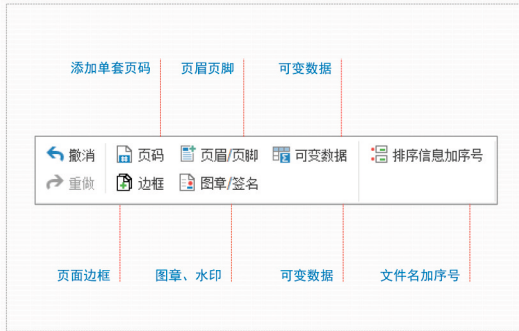 添加单套页码 页眉页脚 可变数据
撤消 页码 页眉/页脚 可变数据 排序信息加序号
重做 边框 图章/签名
页面边框 图章、水印 可变数据 文件名加序号